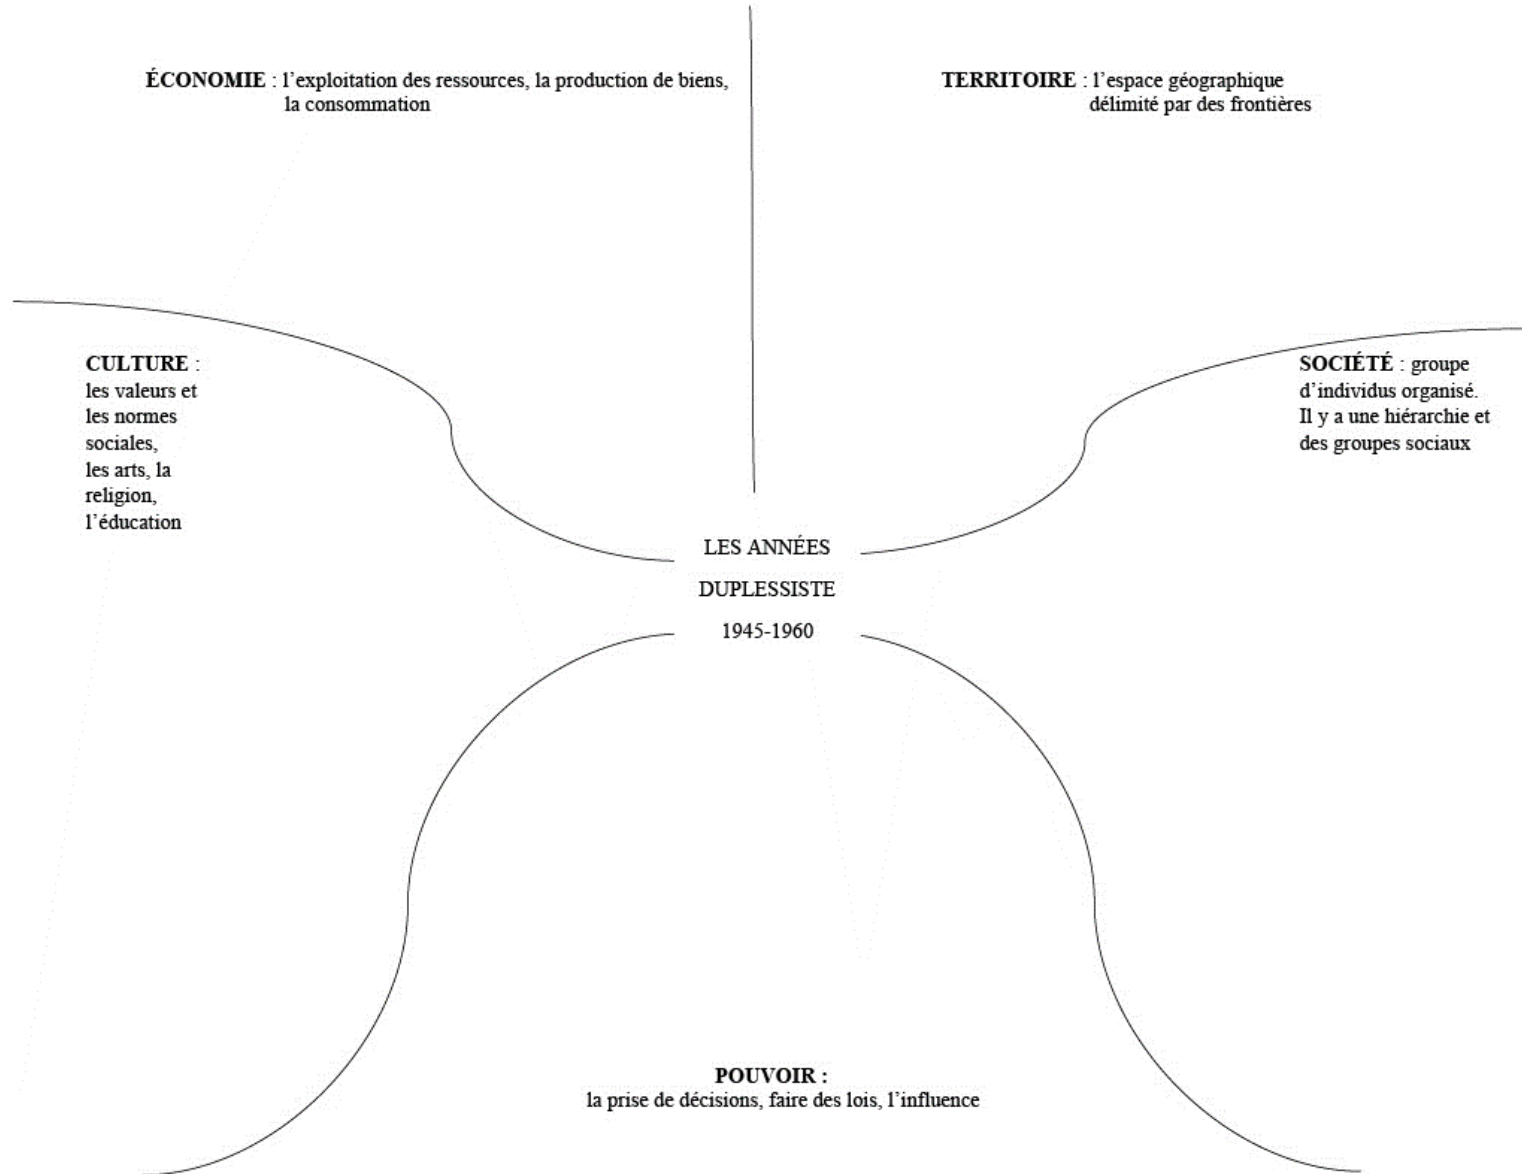 ÉCONOMIE : l’exploitation des ressources, la production de biens,
la consommation
TERRITOIRE : l’espace géographique
délimité par des frontières
CULTURE :
les valeurs et
les normes
sociales,
les arts, la
religion,
l’éducation
SOCIÉTÉ : groupe
d’individus organisé.
Il y a une hiérarchie et
des groupes sociaux
LES ANNÉES
DUPLESSISTE
1945-1960
POUVOIR :
la prise de décisions, faire des lois, l’influence